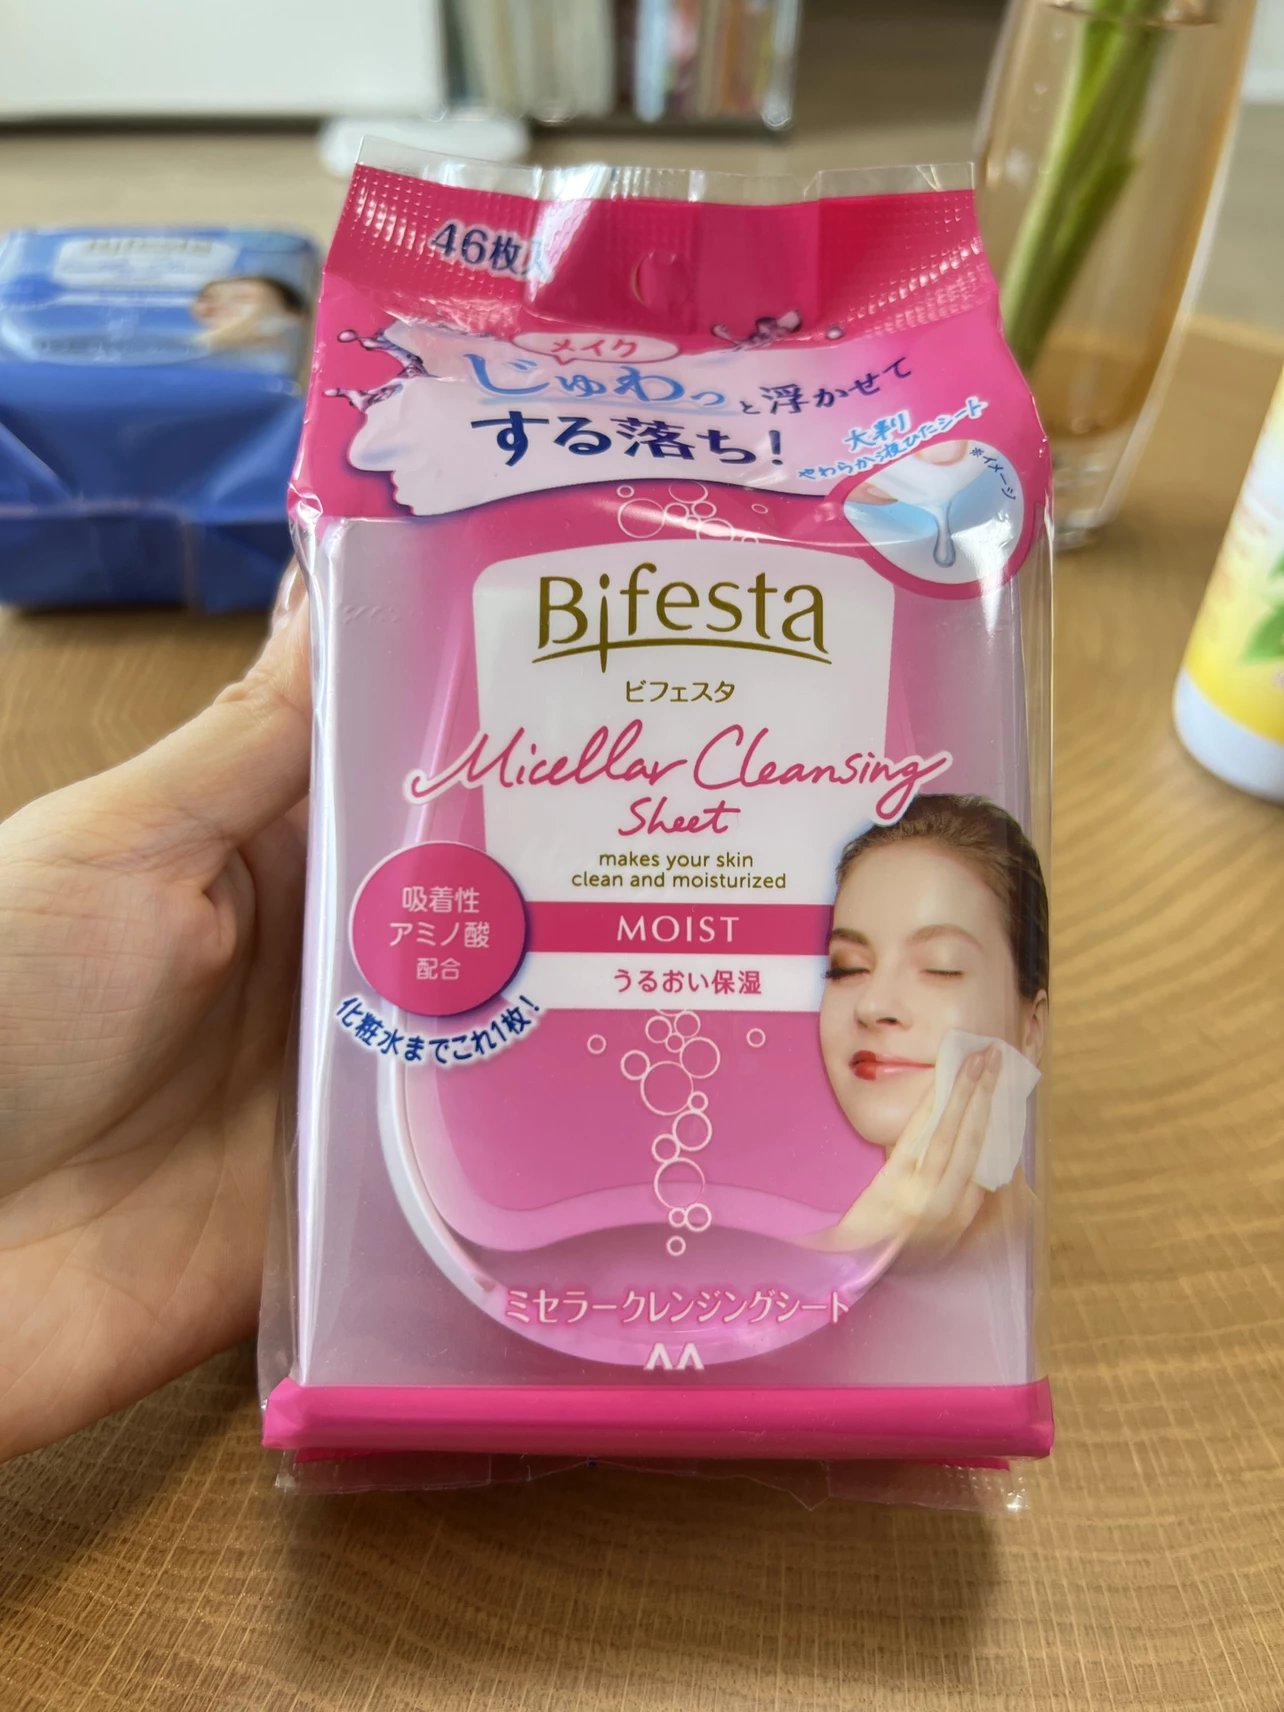 46枚
メイク
じゅわっと浮かせて
する落ち!
大判
やわらか液びたシート
※イメージ
Bifesta
ビフェスタ
Micellar Cleansing
Sheet
makes your skin
clean and moisturized
MOIST
うるおい保湿
吸着性
アミノ酸
配合
化粧水までこれ1枚!
ミセラークレンジングシート
Bifesta